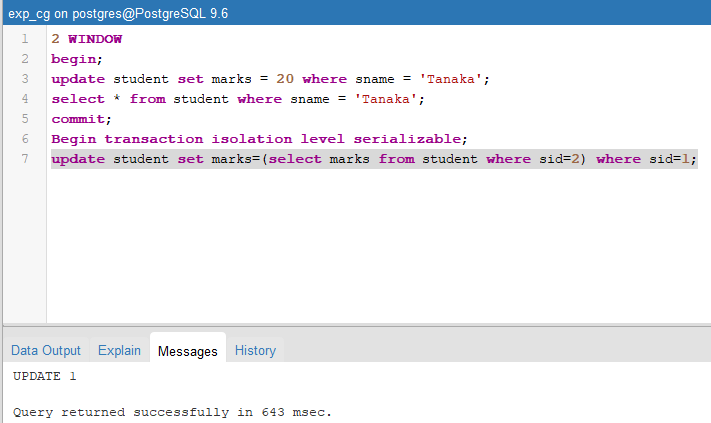 exp_cg on postgres@PostgreSQL 9.6
1 2 WINDOW
2 begin;
3 update student set marks = 20 where sname = 'Tanaka';
4 select * from student where sname = 'Tanaka';
5 commit;
6 Begin transaction isolation level serializable;
7 update student set marks=(select marks from student where sid=2) where sid=1;
Data Output Explain Messages History
UPDATE 1
Query returned successfully in 643 msec.